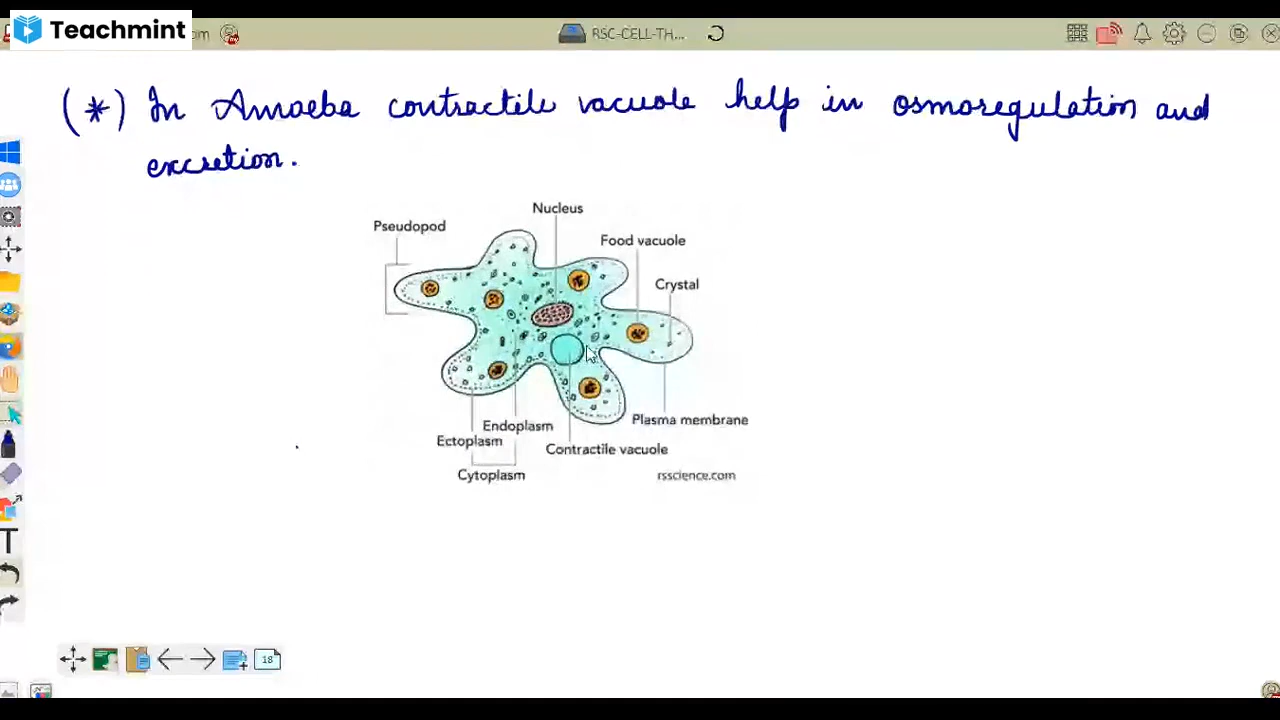 Teachmint
om
RSC-CELL-TH...
(*) In Amoeba contractile vacuole help in osmoregulation and
excretion.
Nucleus
Pseudopod
Food vacuole
Crystal
Plasma membrane
Endoplasm
Ectoplasm
Contractile vacuole
Cytoplasm
rsscience.com
T
18